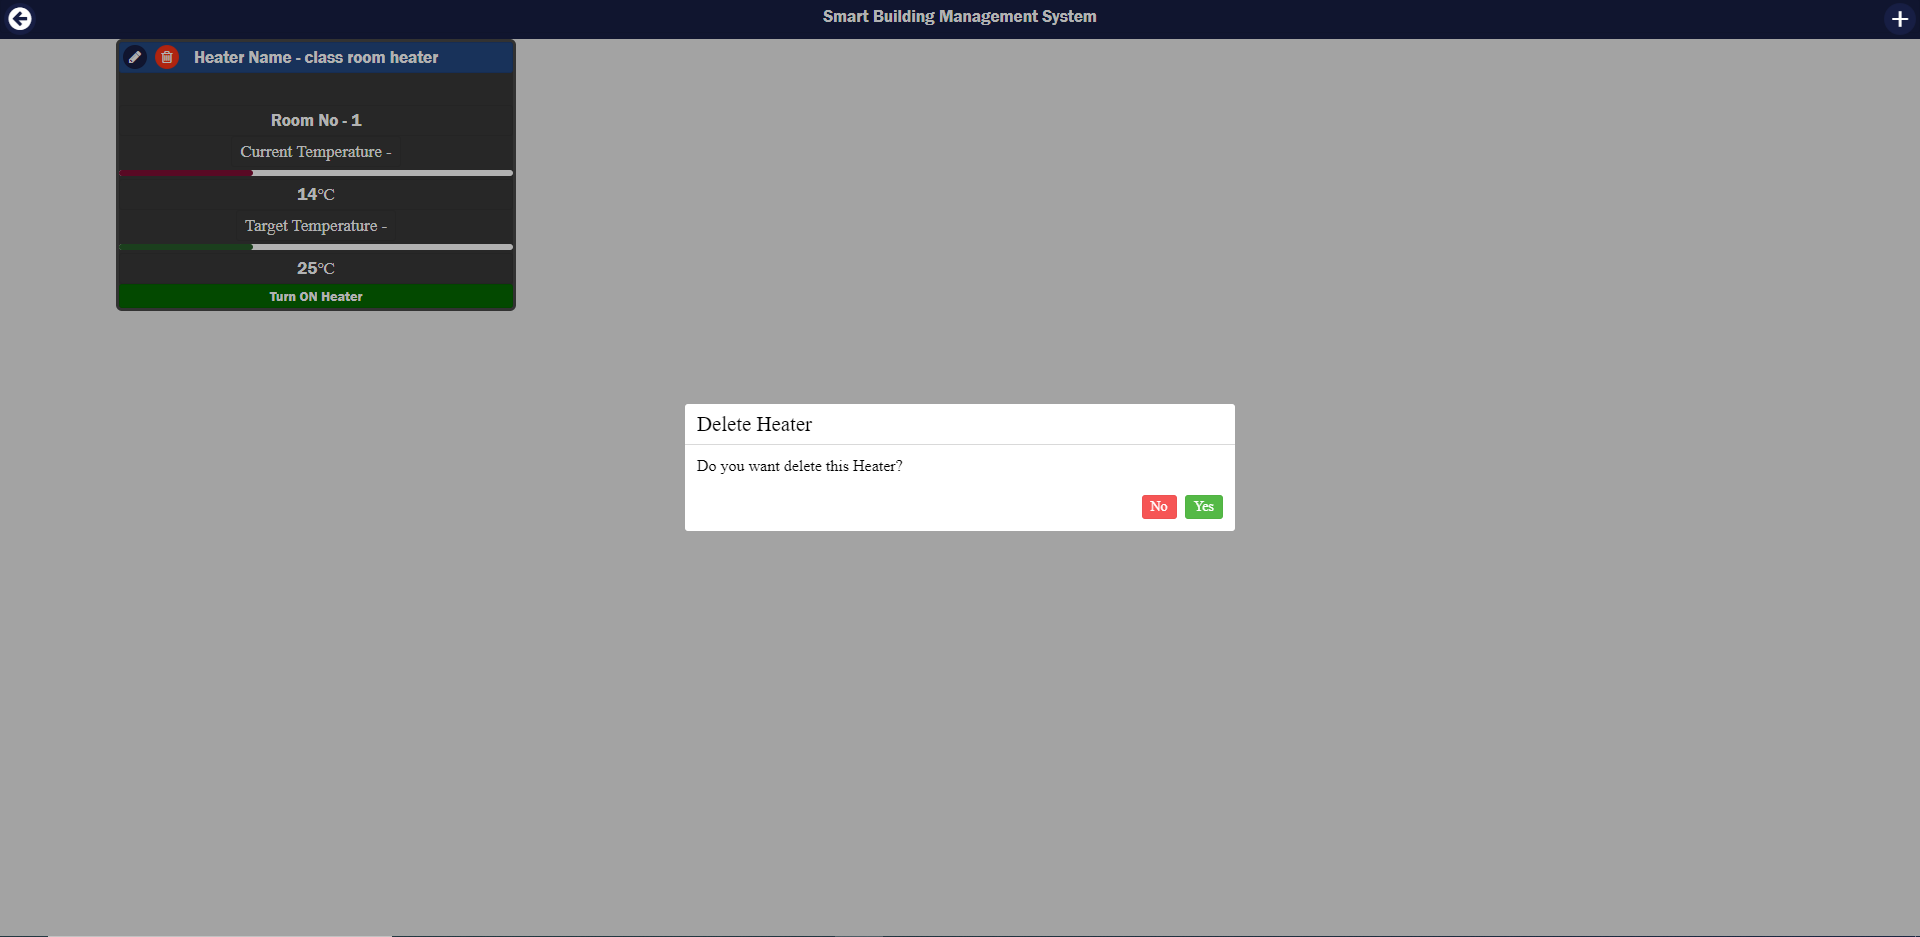 Smart Building Management System
Heater Name - class room heater
Room No - 1
Current Temperature -
14°C
Target Temperature -
25°C
Turn ON Heater
Delete Heater
Do you want delete this Heater?
No Yes